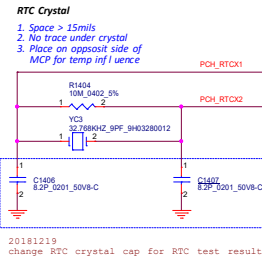 RTC Crystal
1. Space > 15mils
2. No trace under crystal
3. Place on oppsosit side of
MCP for temp infl uence
PCH_RTCX1
R1404
10M_0402_5%
1 2
PCH_RTCX2
YC3
32.768KHZ_9PF_9H03280012
1 2
1 1
C1406 C1407
8.2P_0201_50V8-C 8.2P_0201_50V8-C
2 2
20181219
change RTC crystal cap for RTC test result